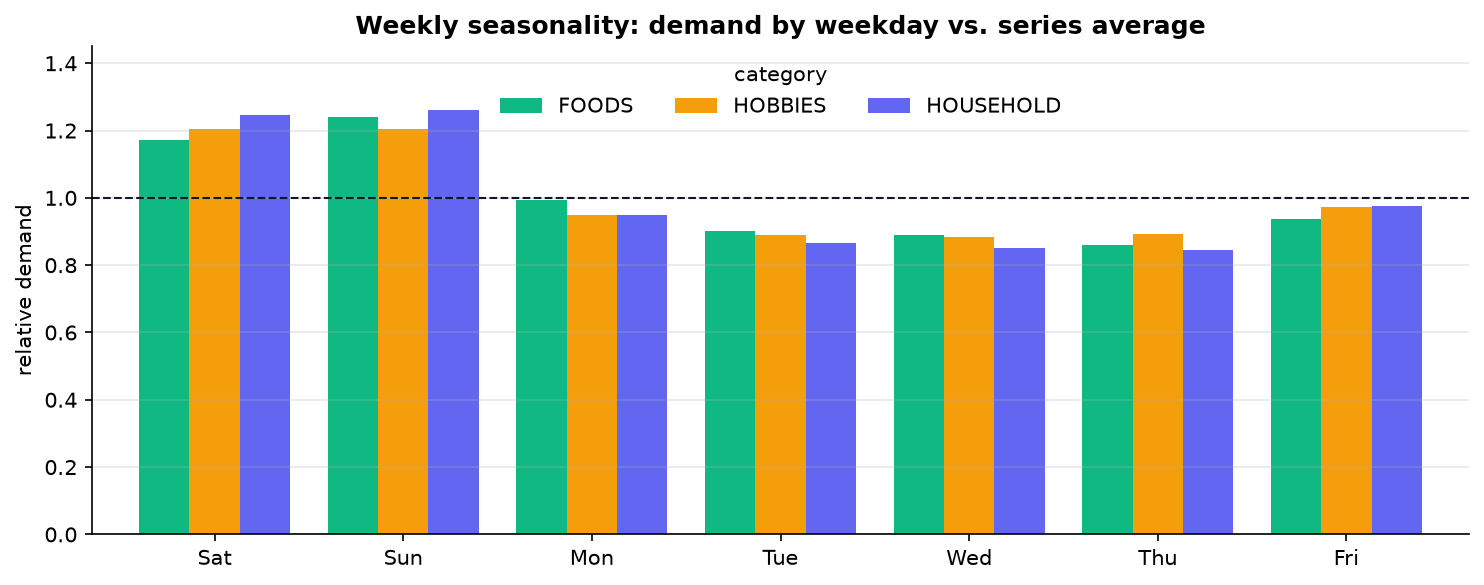 Weekly seasonality: demand by weekday vs. series average
category
FOODS HOBBIES HOUSEHOLD
relative demand
1.4
1.2
1.0
0.8
0.6
0.4
0.2
0.0
Sat Sun Mon Tue Wed Thu Fri